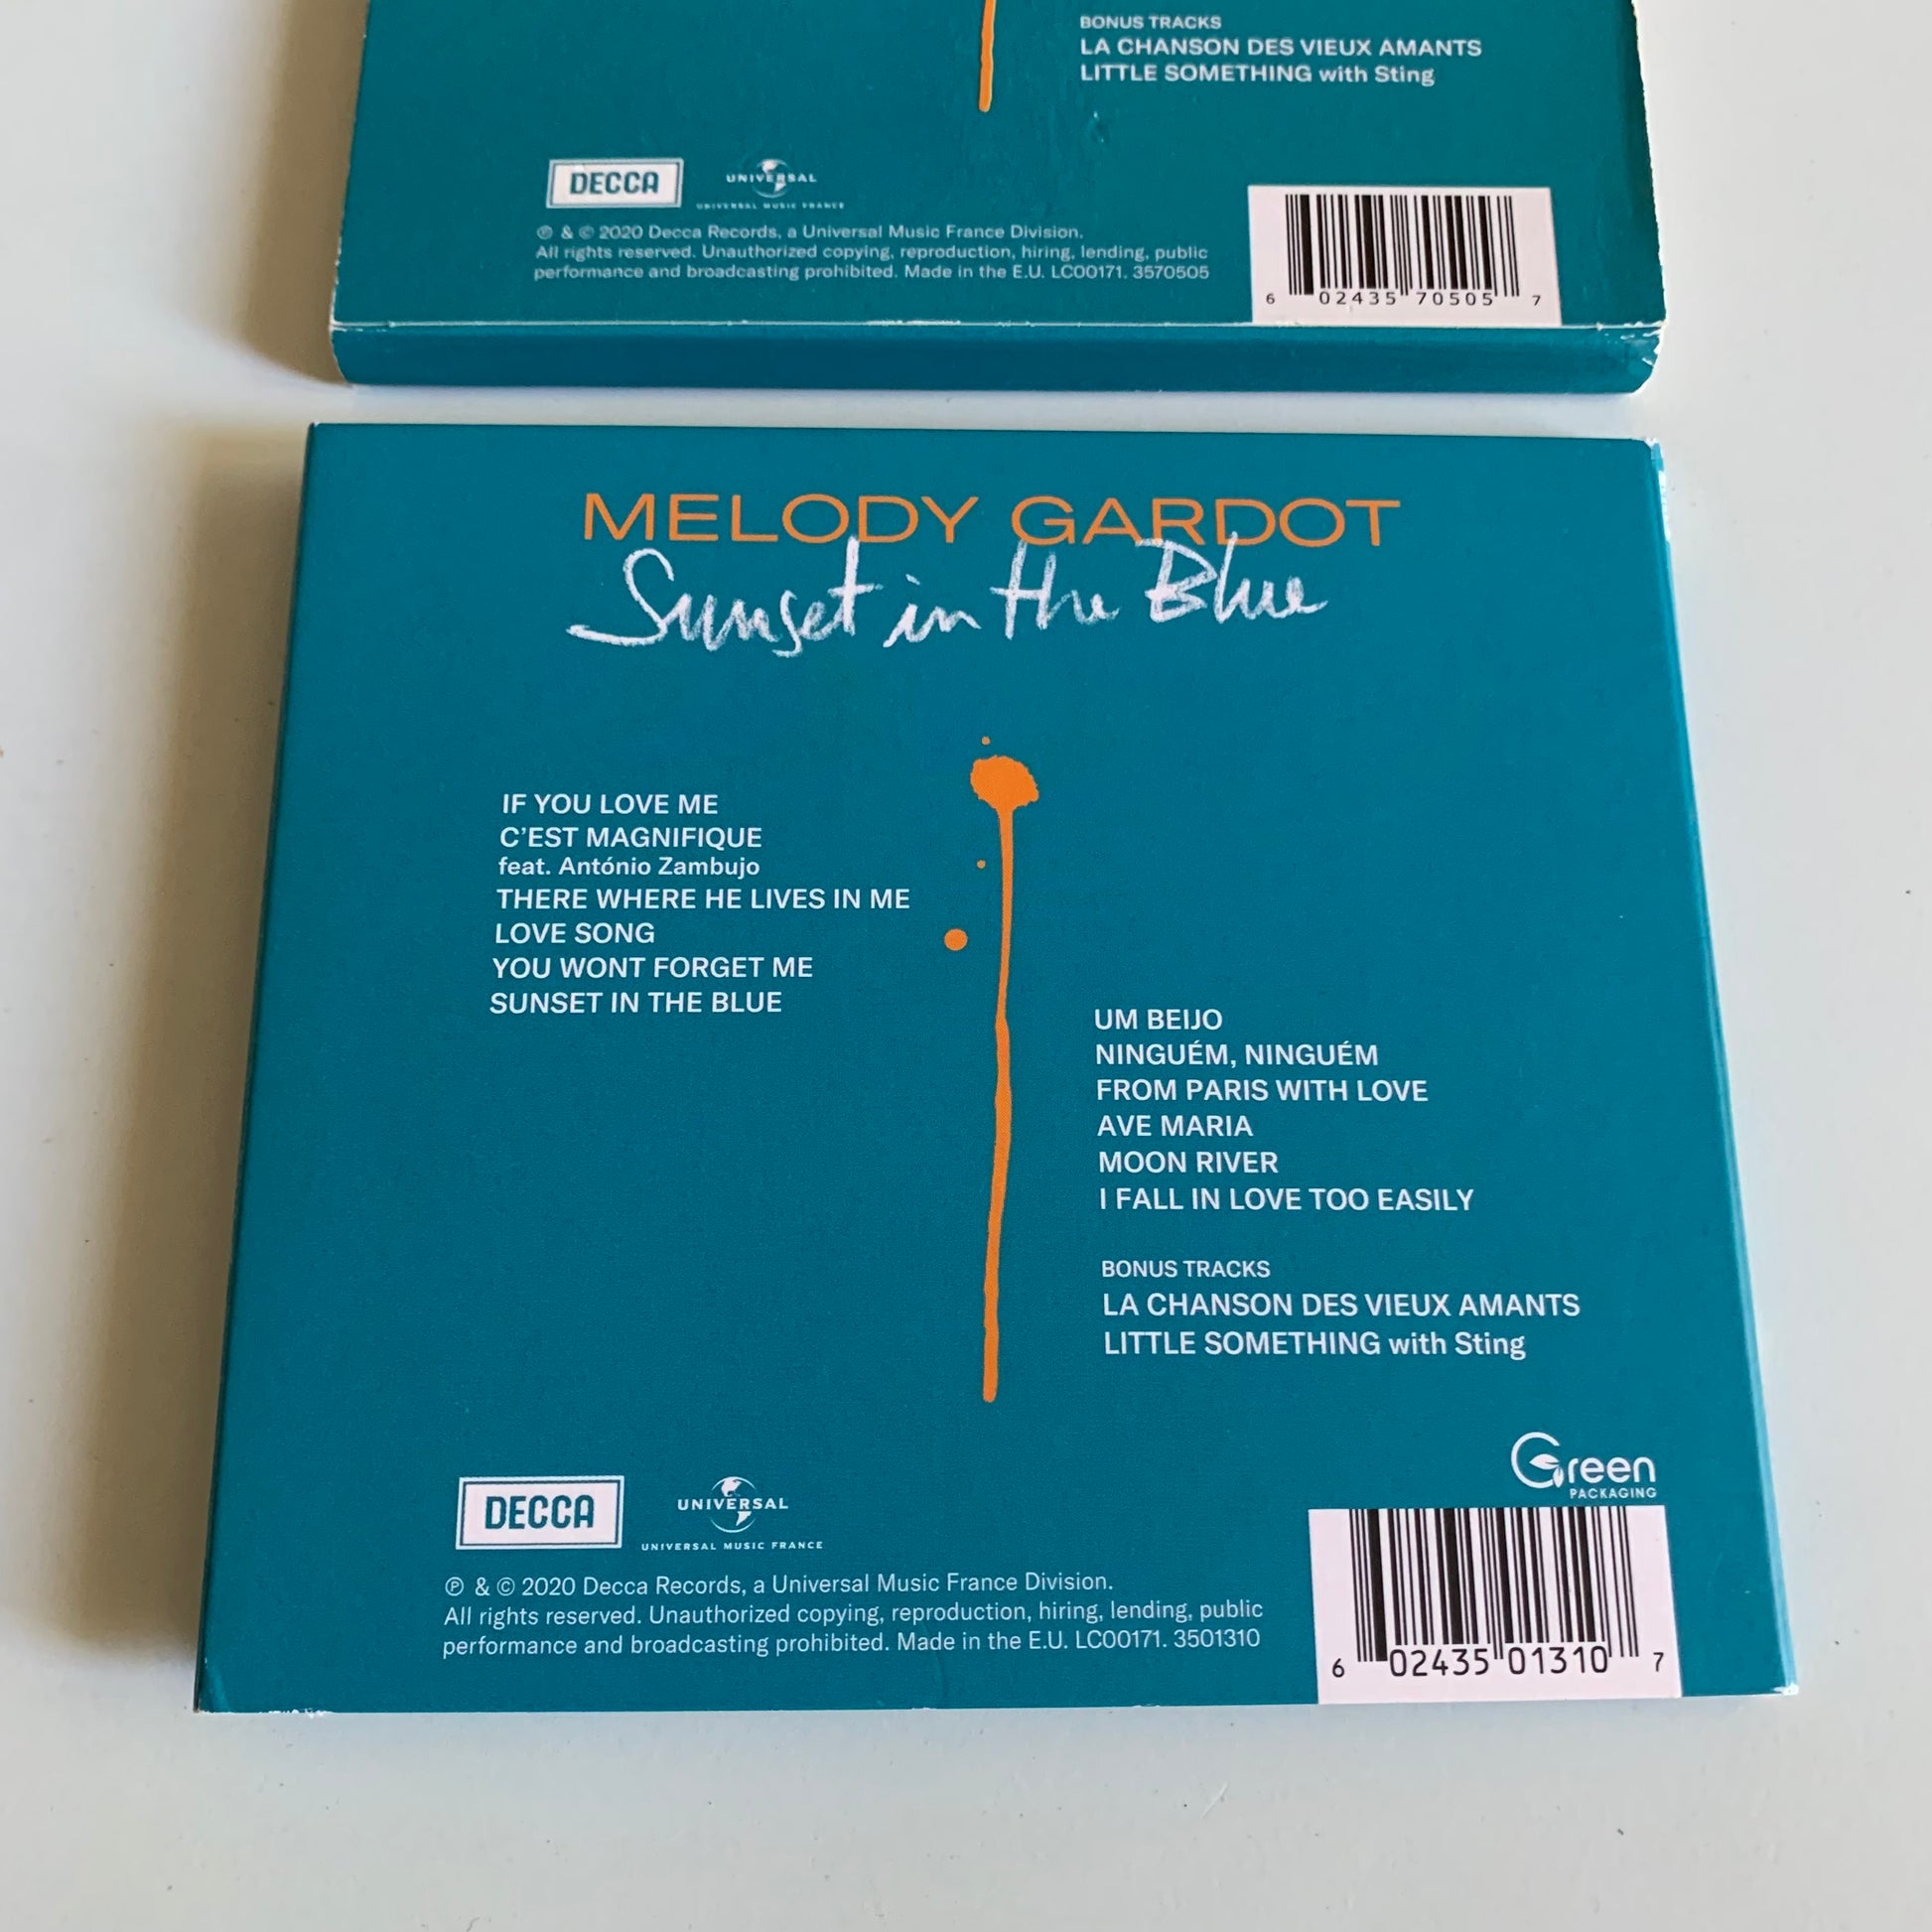 BONUS TRACKS
LA CHANSON DES VIEUX AMANTS
LITTLE SOMETHING with Sting
DECCA
UNIVERSAL
UNIVERSAL MUSIC FRANCE
℗ & © 2020 Decca Records, a Universal Music France Division.
All rights reserved. Unauthorized copying, reproduction, hiring, lending, public
performance and broadcasting prohibited. Made in the E.U. LC00171. 3570505
6 02435 70505 7
MELODY GARDOT
Sunset in the Blue
IF YOU LOVE ME
C'EST MAGNIFIQUE
feat. António Zambujo
THERE WHERE HE LIVES IN ME
LOVE SONG
YOU WONT FORGET ME
SUNSET IN THE BLUE
UM BEIJO
NINGUÉM, NINGUÉM
FROM PARIS WITH LOVE
AVE MARIA
MOON RIVER
I FALL IN LOVE TOO EASILY
BONUS TRACKS
LA CHANSON DES VIEUX AMANTS
LITTLE SOMETHING with Sting
Green
PACKAGING
DECCA
UNIVERSAL
UNIVERSAL MUSIC FRANCE
℗ & © 2020 Decca Records, a Universal Music France Division.
All rights reserved. Unauthorized copying, reproduction, hiring, lending, public
performance and broadcasting prohibited. Made in the E.U. LC00171. 3501310
6 02435 01310 7